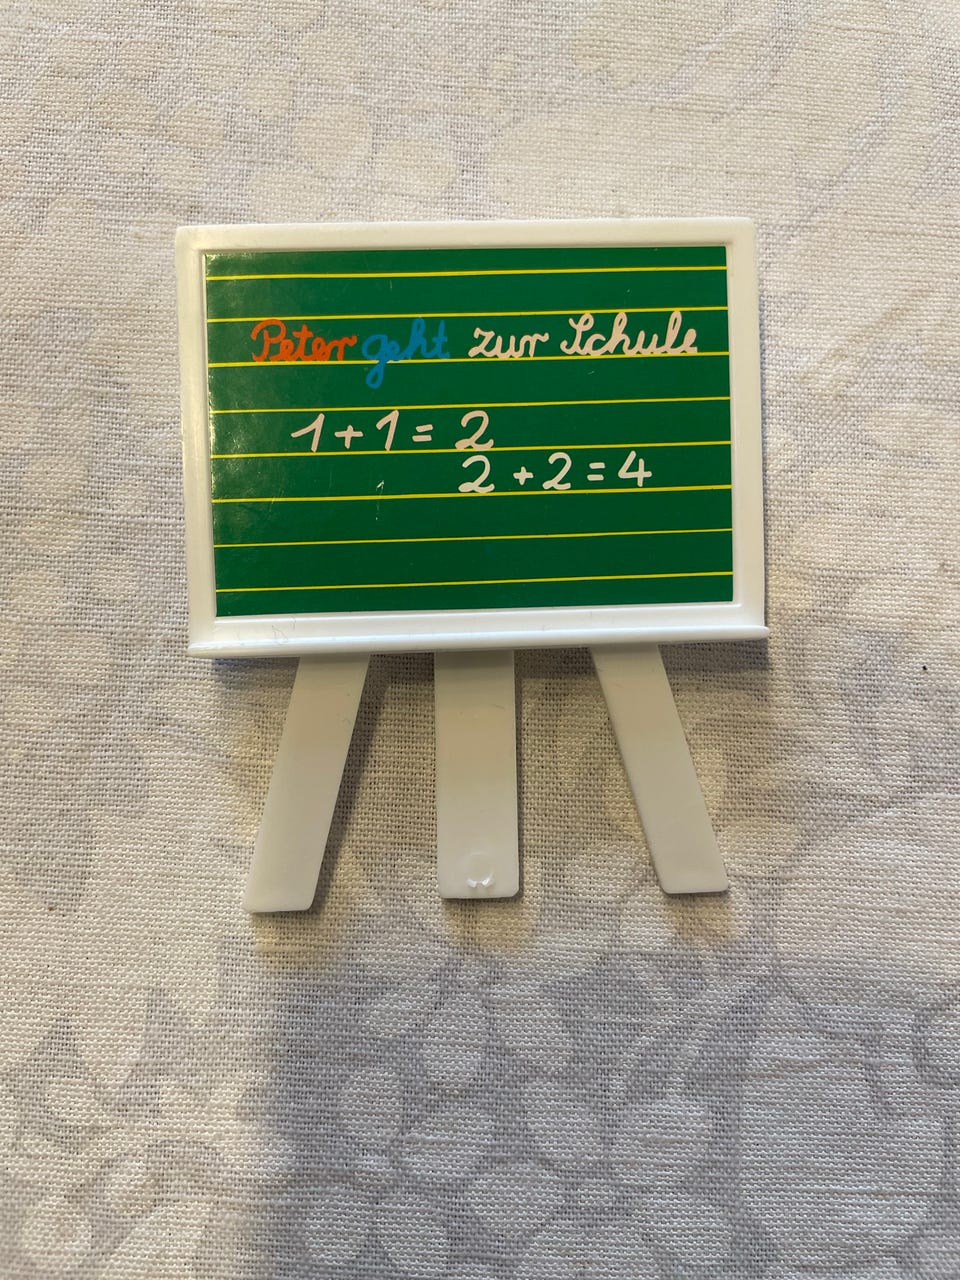 Peter geht zur Schule
1 + 1 = 2
2 + 2 = 4